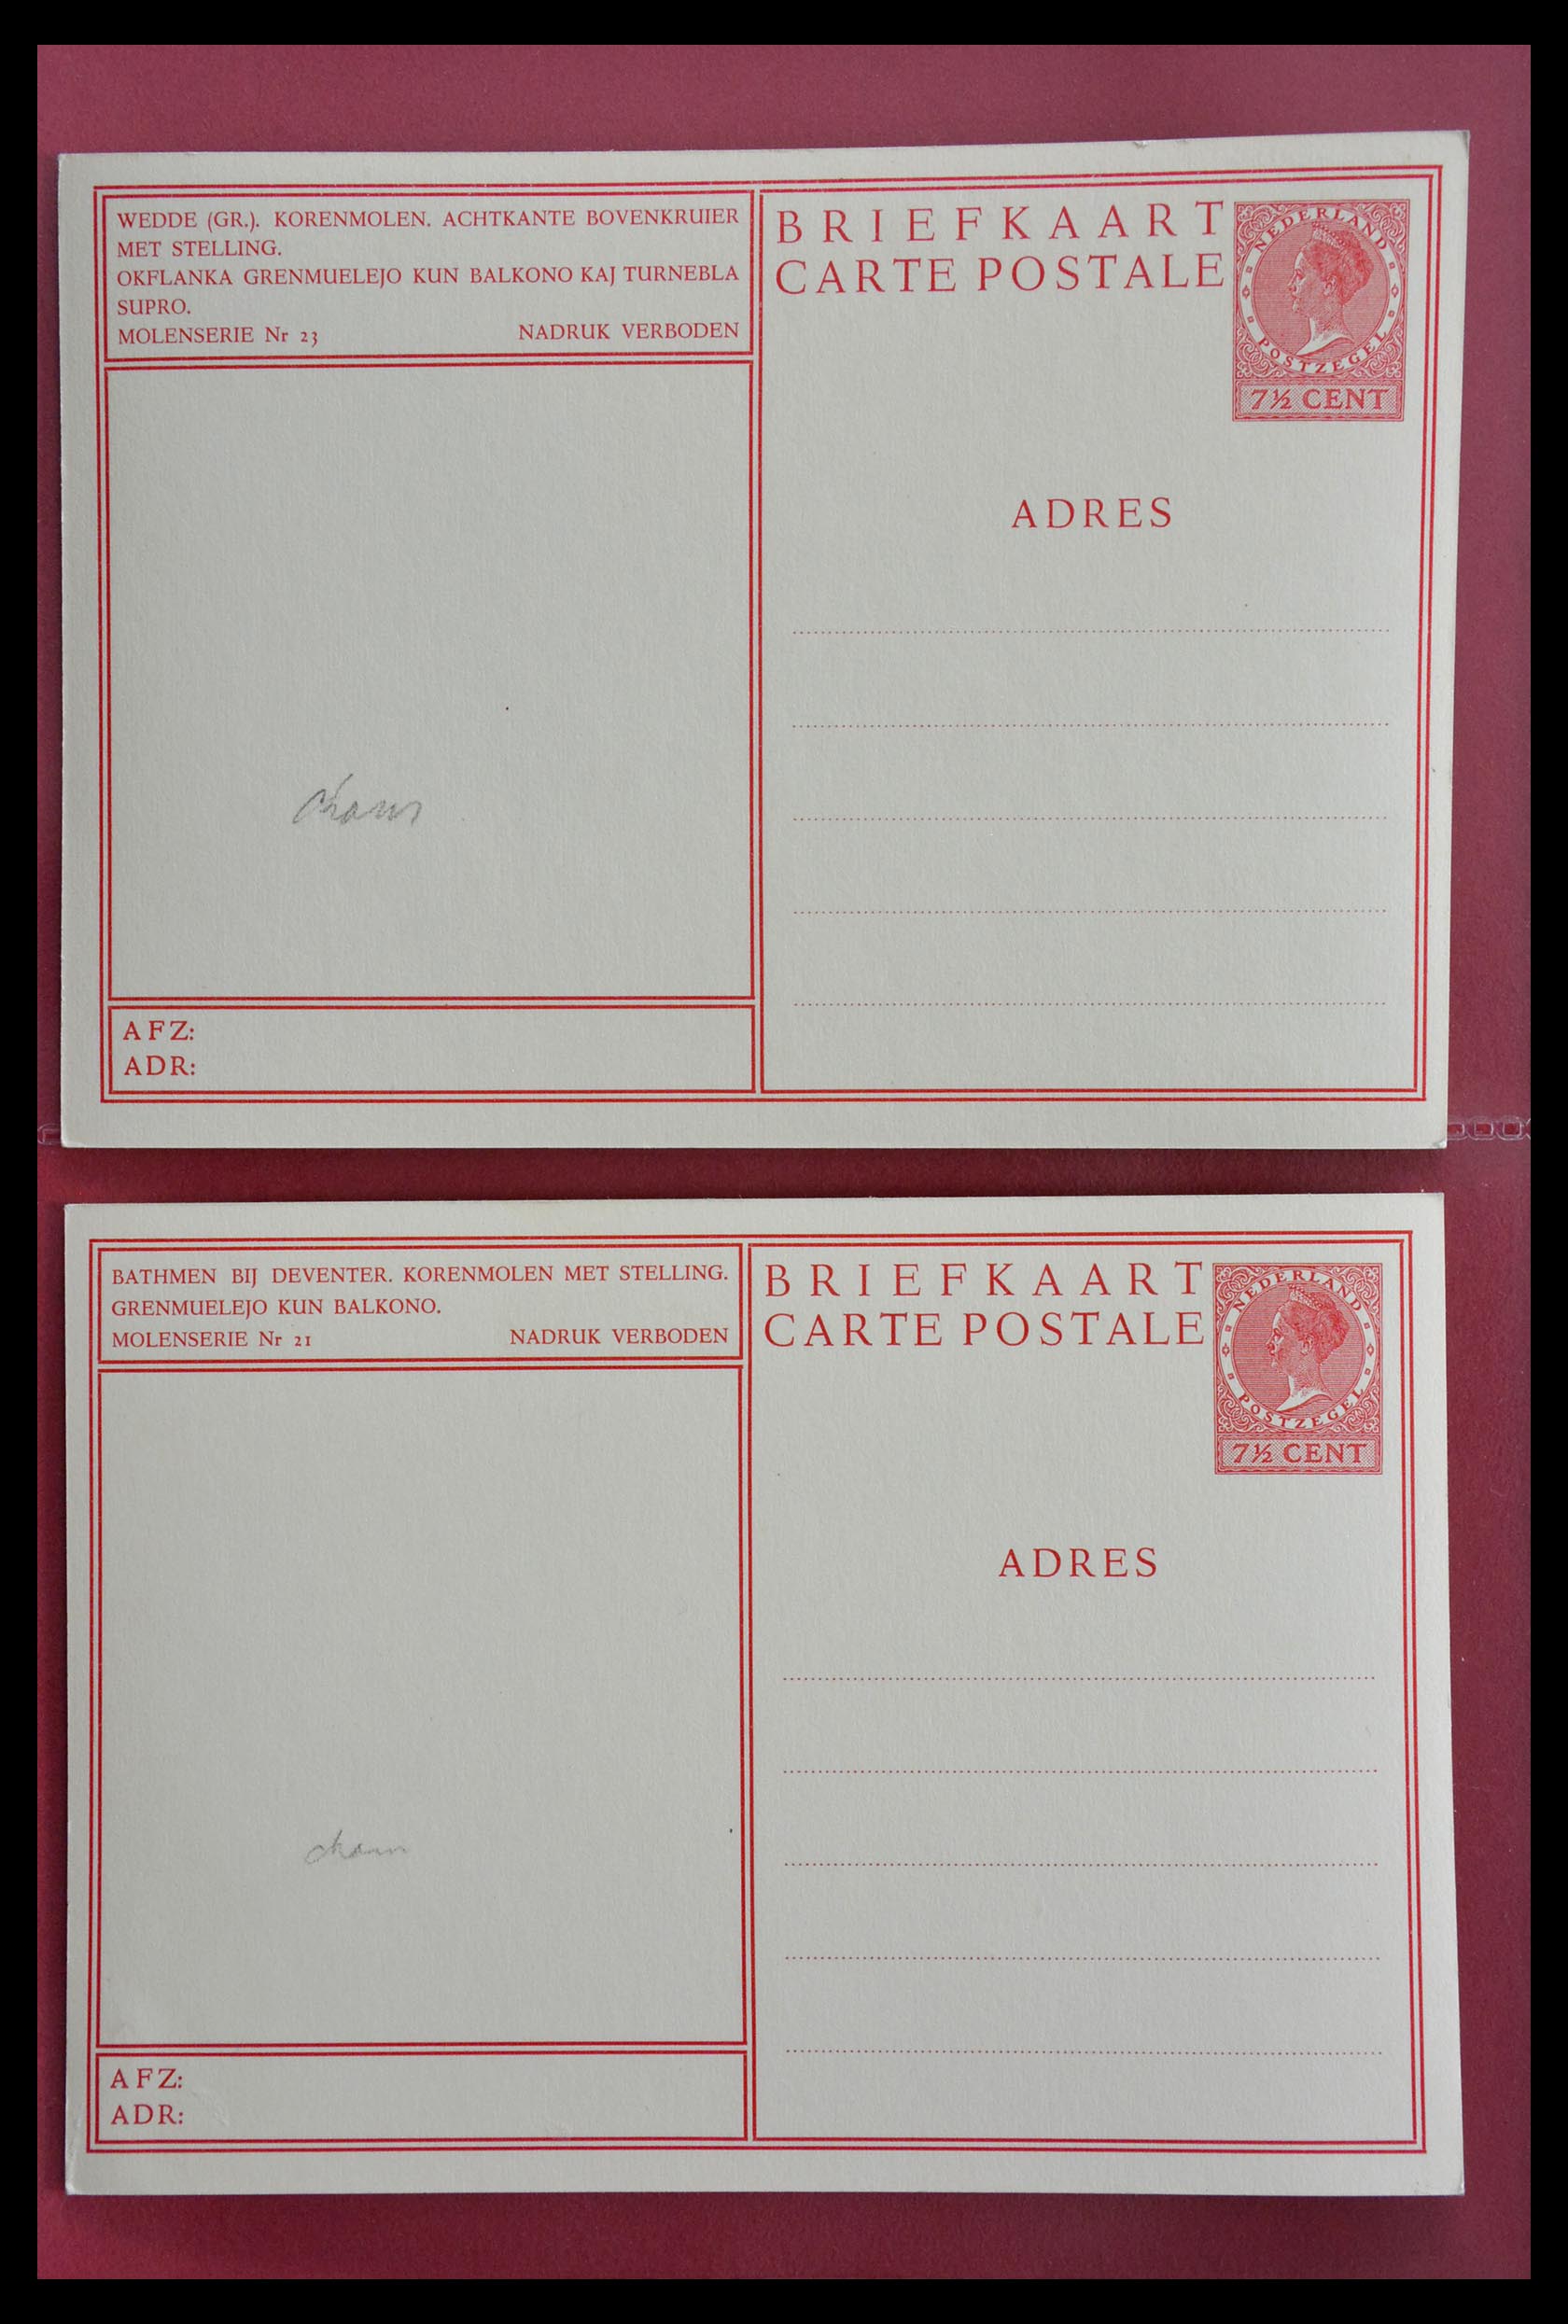 WEDDE (GR.). KORENMOLEN. ACHTKANTE BOVENKRUIER
MET STELLING.
OKFLANKA GRENMUELEJO KUN BALKONO KAJ TURNEBLA
SUPRO.
MOLENSERIE Nr 23 NADRUK VERBODEN
BRIEFKAART
CARTE POSTALE
NEDERLAND
POSTZEGEL
7½ CENT
ADRES
AFZ:
ADR:
BATHMEN BIJ DEVENTER. KORENMOLEN MET STELLING.
GRENMUELEJO KUN BALKONO.
MOLENSERIE Nr 21 NADRUK VERBODEN
BRIEFKAART
CARTE POSTALE
NEDERLAND
POSTZEGEL
7½ CENT
ADRES
AFZ:
ADR: